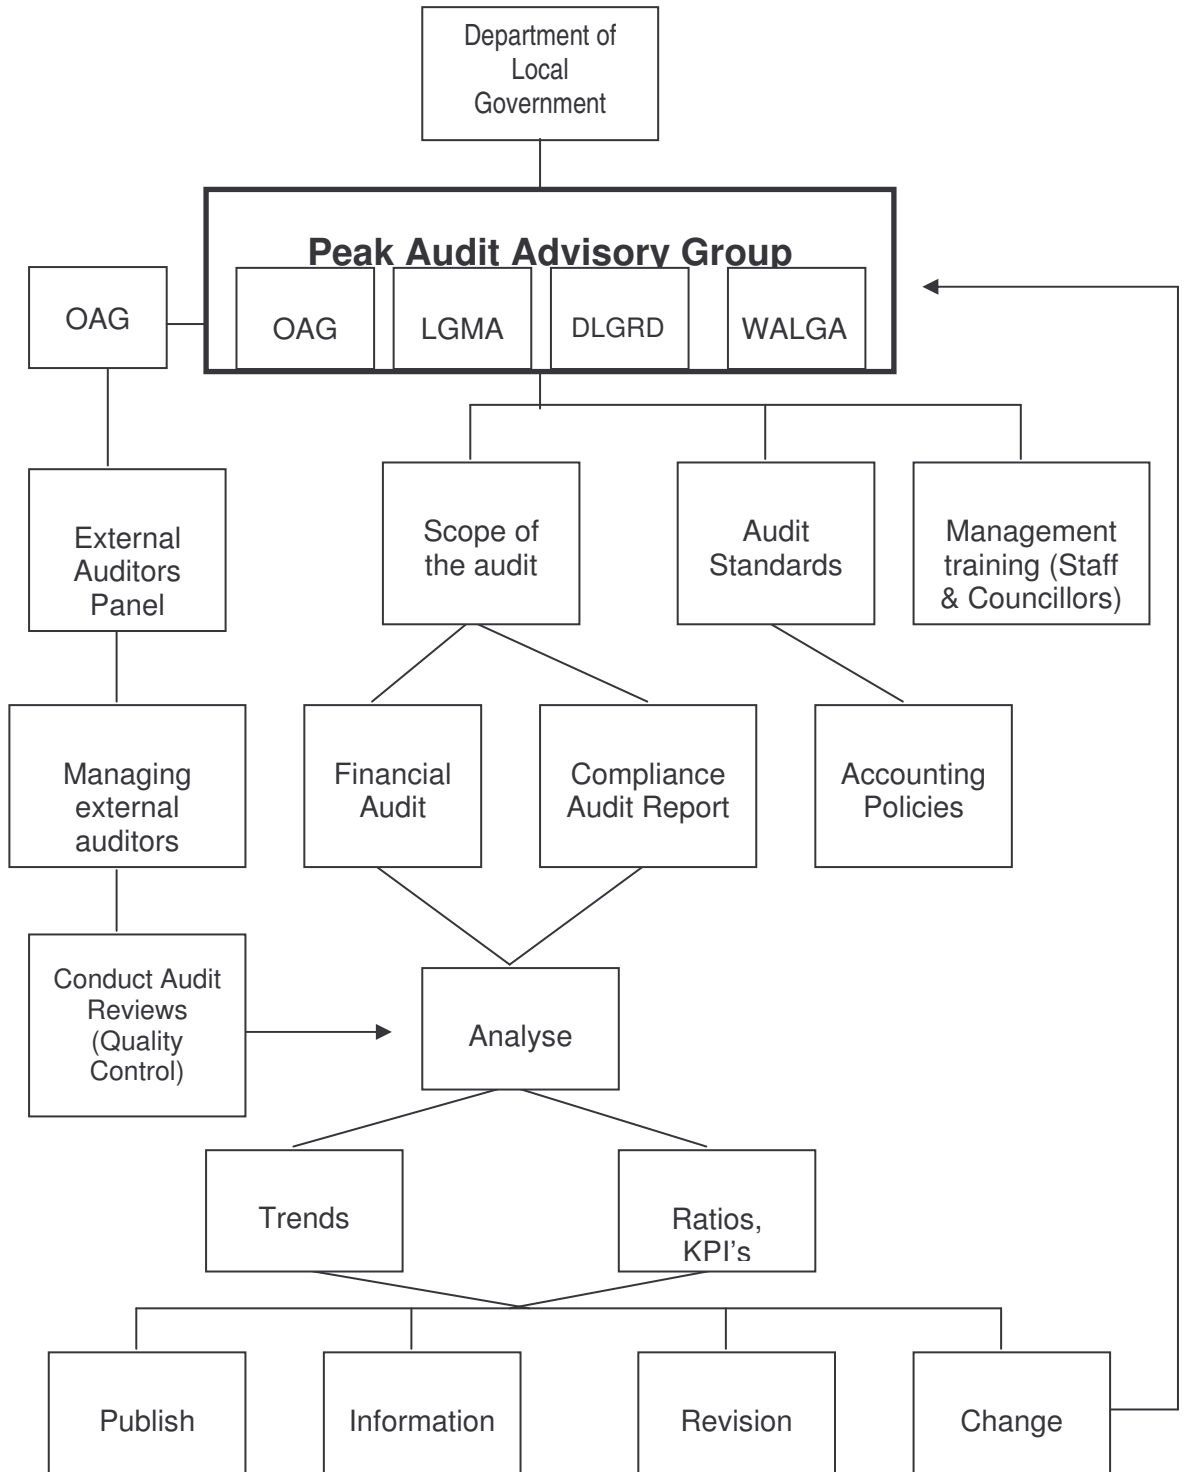 Department of
Local
Government
Peak Audit Advisory Group
OAG
OAG
LGMA
DLGRD
WALGA
External
Auditors
Panel
Scope of
the audit
Audit
Standards
Management
training (Staff
& Councillors)
Managing
external
auditors
Financial
Audit
Compliance
Audit Report
Accounting
Policies
Conduct Audit
Reviews
(Quality
Control)
Analyse
Trends
Ratios,
KPI's
Publish
Information
Revision
Change